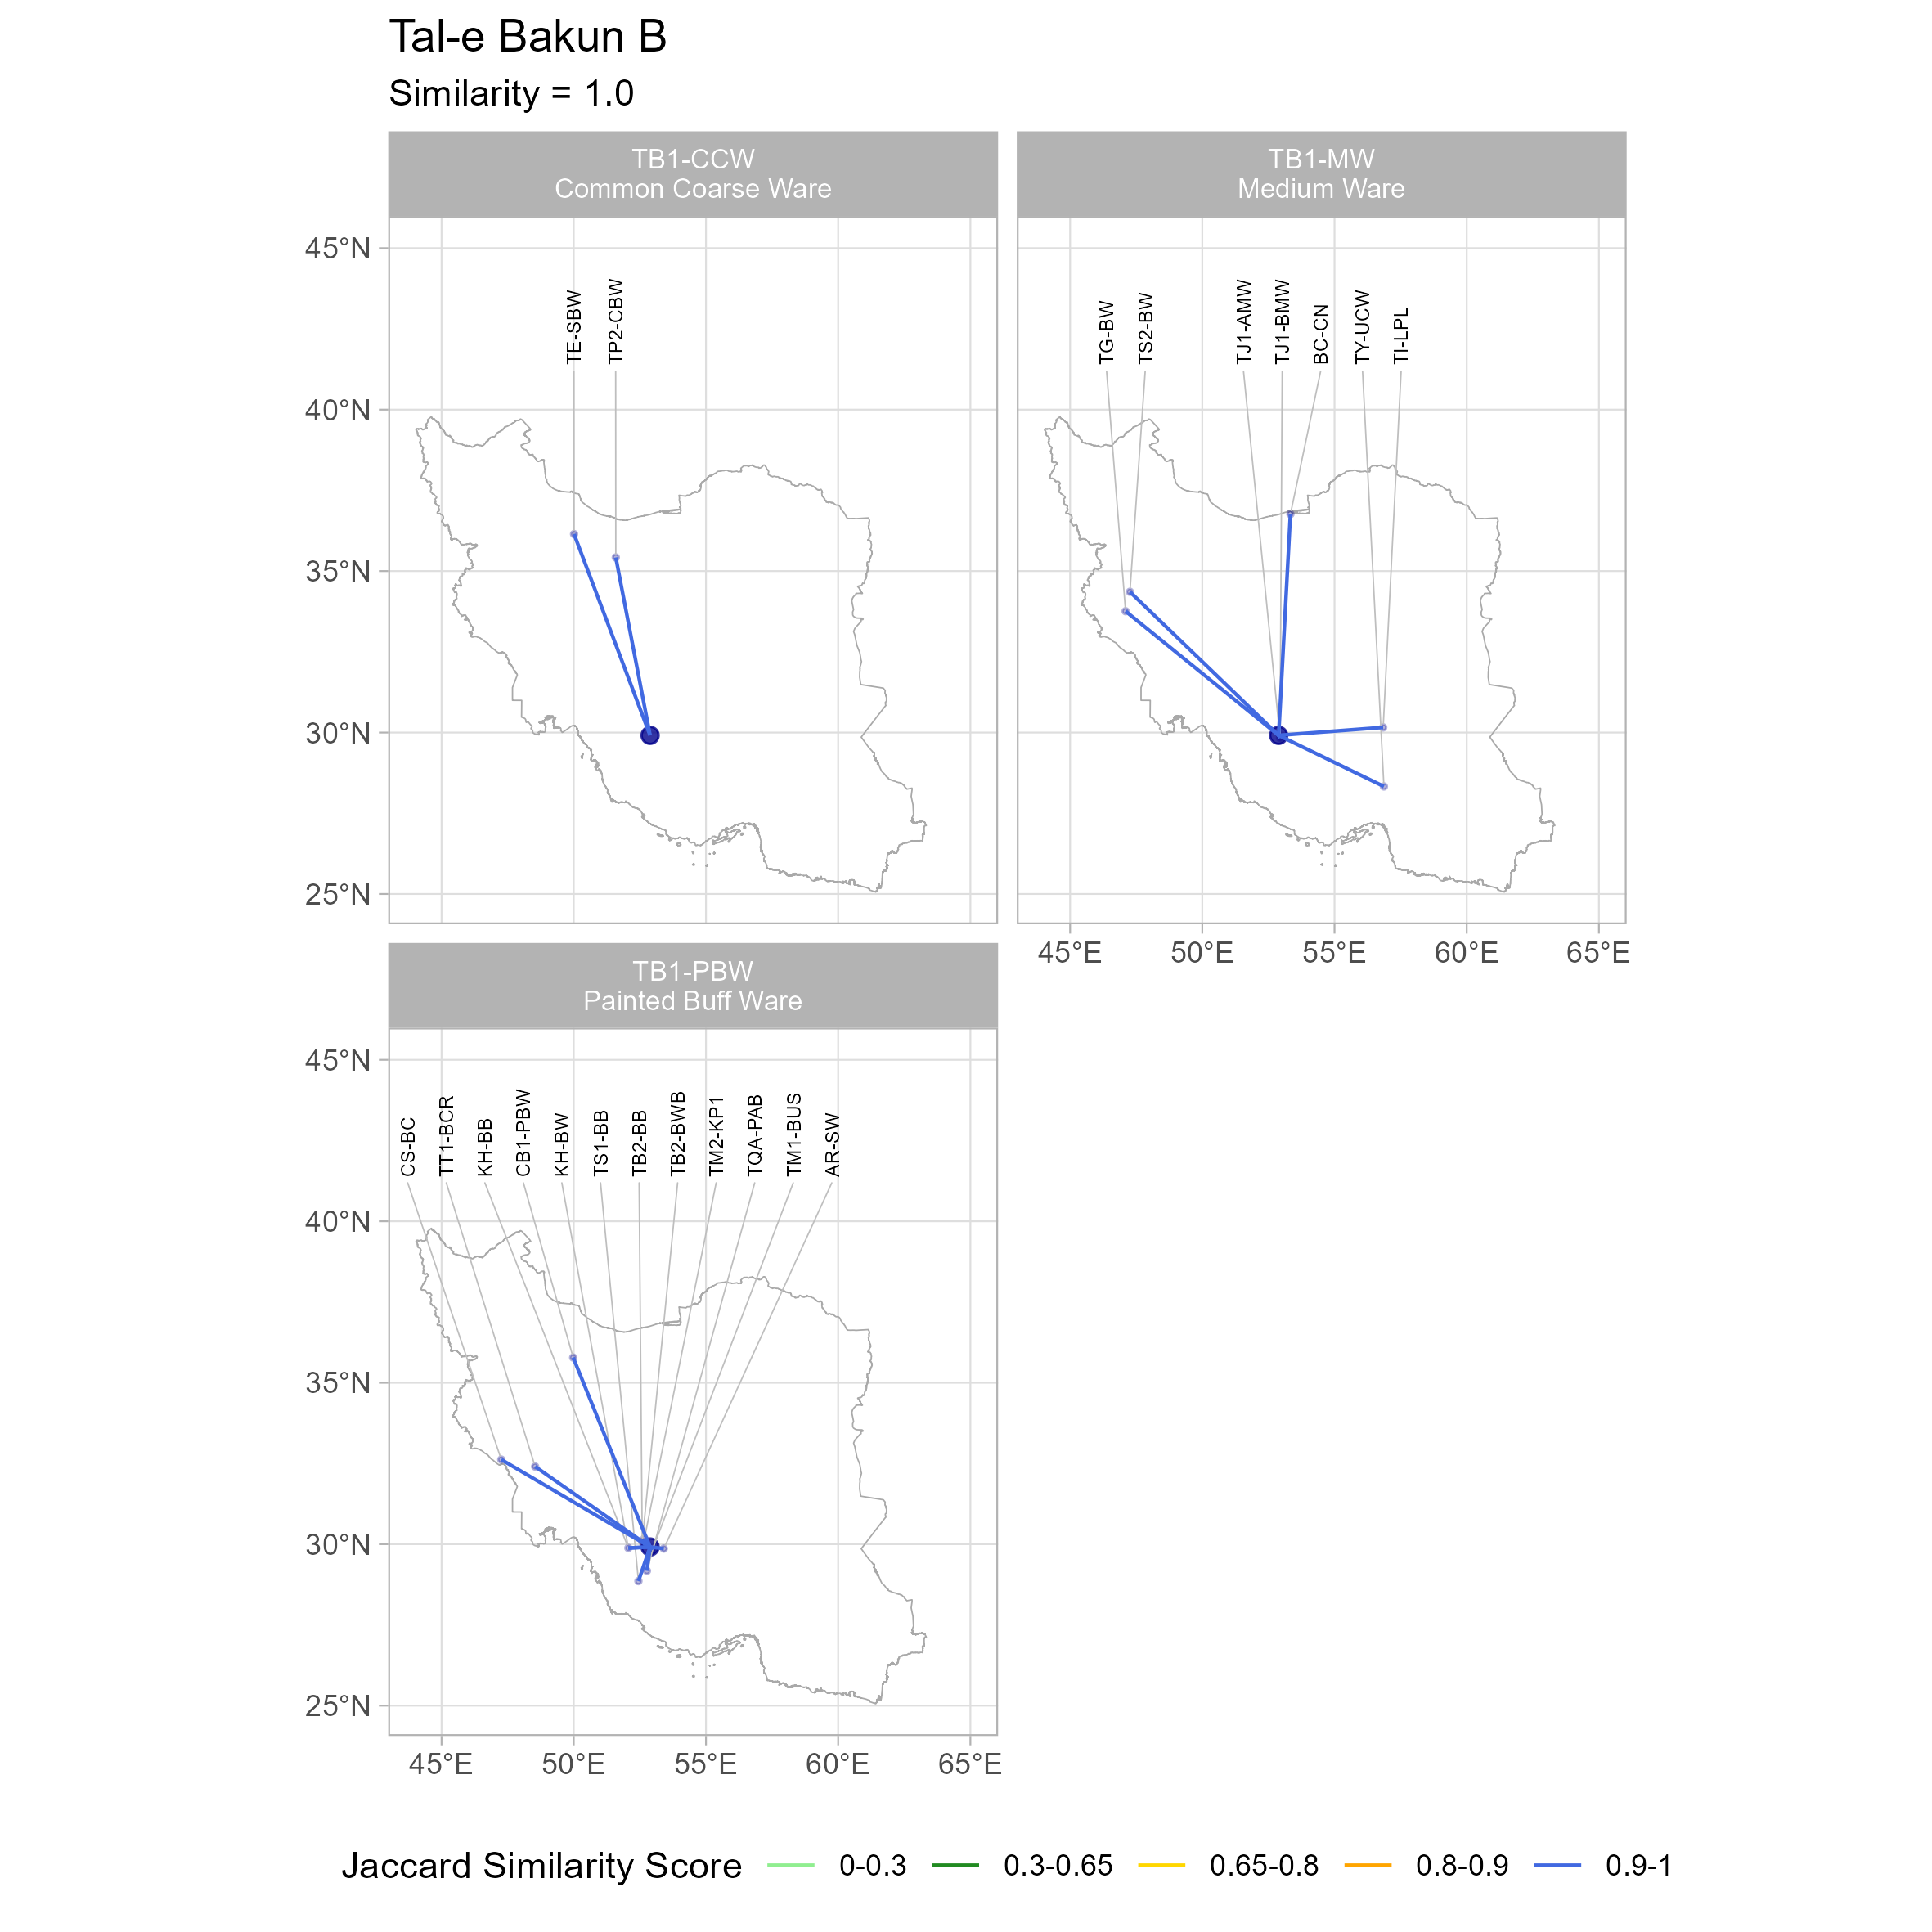 Tal-e Bakun B
Similarity = 1.0
TB1-CCW
Common Coarse Ware
TB1-MW
Medium Ware
45°N
40°N
35°N
30°N
25°N
TE-SBW
TP2-CBW
TG-BW
TS2-BW
TJ1-AMW
TJ1-BMW
BC-CN
TY-UCW
TI-LPL
45°E 50°E 55°E 60°E 65°E
TB1-PBW
Painted Buff Ware
45°N
40°N
35°N
30°N
25°N
CS-BC
TT1-BCR
KH-BB
CB1-PBW
KH-BW
TS1-BB
TB2-BB
TB2-BWB
TM2-KP1
TQA-PAB
TM1-BUS
AR-SW
45°E 50°E 55°E 60°E 65°E
Jaccard Similarity Score 0-0.3 0.3-0.65 0.65-0.8 0.8-0.9 0.9-1